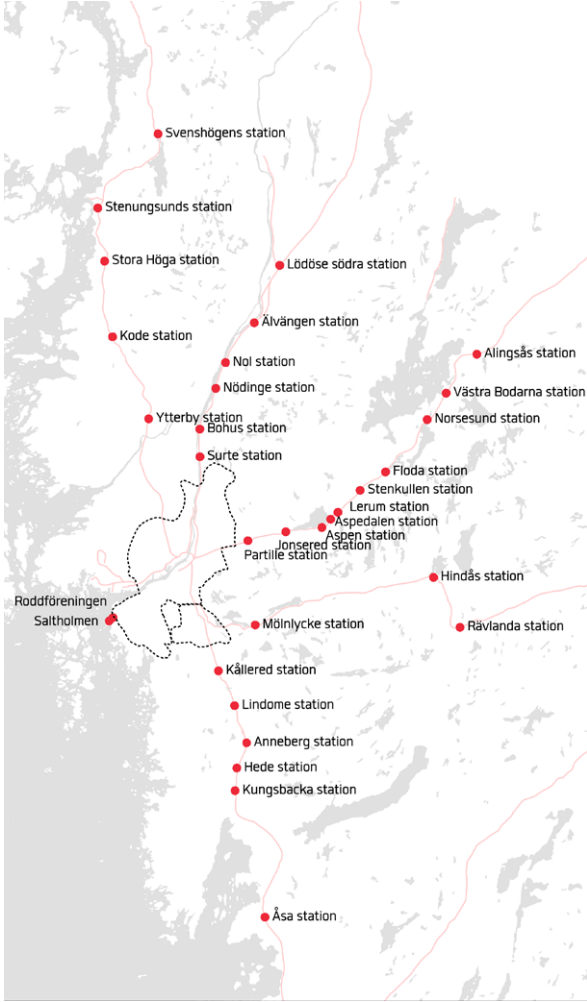 Svenshögens station
Stenungsunds station
Stora Höga station
Lödöse södra station
Älvängen station
Kode station
Alingsås station
Nol station
Nödinge station
Västra Bodarna station
Ytterby station
Norsesund station
Bohus station
Surte station
Floda station
Stenkullen station
Lerum station
Aspedalen station
Aspen station
Jonsered station
Partille station
Hindås station
Roddföreningen
Saltholmen
Mölnlycke station
Rävlanda station
Kållered station
Lindome station
Anneberg station
Hede station
Kungsbacka station
Åsa station